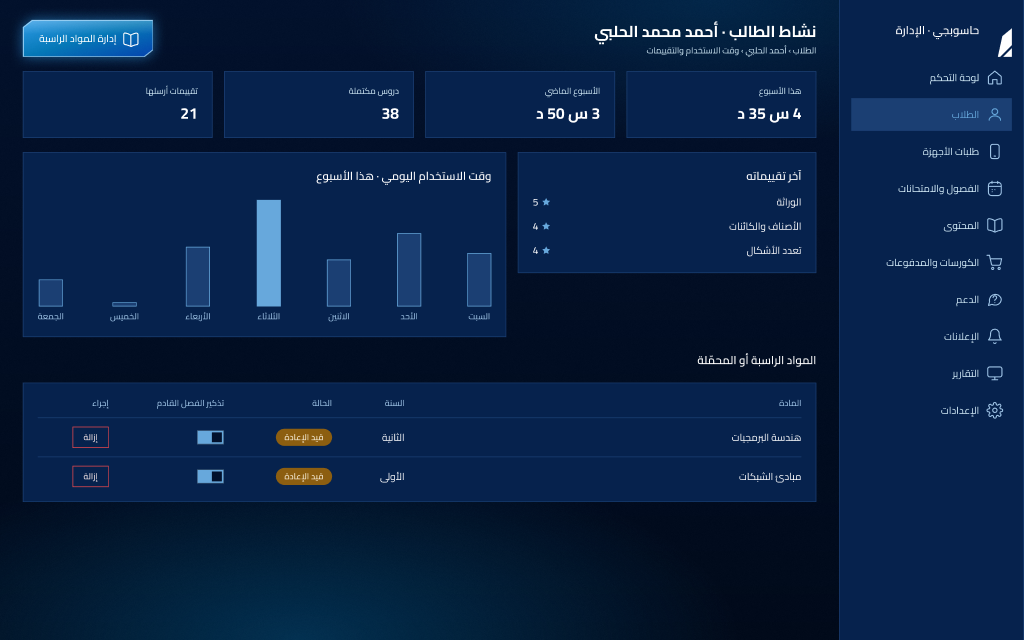 حاسوبجي · الإدارة
لوحة التحكم
الطلاب
طلبات الأجهزة
الفصول والامتحانات
المحتوى
الكورسات والمدفوعات
الدعم
الإعلانات
التقارير
الإعدادات
نشاط الطالب · أحمد محمد الحلبي
الطلاب › أحمد الحلبي › وقت الاستخدام والتقييمات
إدارة المواد الراسبة
هذا الأسبوع
4 س 35 د
الأسبوع الماضي
3 س 50 د
دروس مكتملة
38
تقييمات أرسلها
21
آخر تقييماته
الوراثة ★ 5
الأصناف والكائنات ★ 4
تعدد الأشكال ★ 4
وقت الاستخدام اليومي · هذا الأسبوع
السبت الأحد الاثنين الثلاثاء الأربعاء الخميس الجمعة
المواد الراسبة أو المحمّلة
المادة السنة الحالة تذكير الفصل القادم إجراء
هندسة البرمجيات الثانية قيد الإعادة إزالة
مبادئ الشبكات الأولى قيد الإعادة إزالة